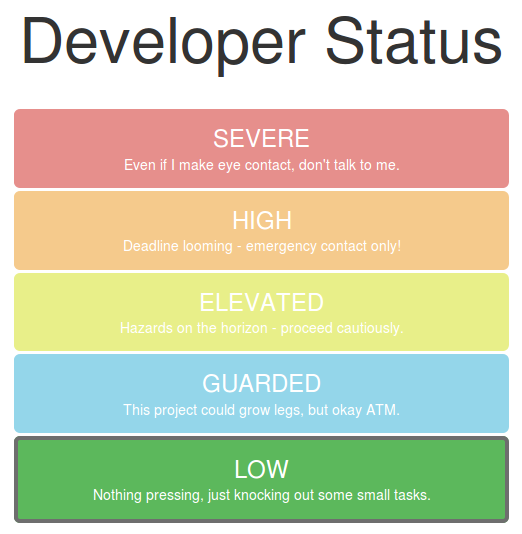 Developer Status
SEVERE
Even if I make eye contact, don't talk to me.
HIGH
Deadline looming - emergency contact only!
ELEVATED
Hazards on the horizon - proceed cautiously.
GUARDED
This project could grow legs, but okay ATM.
LOW
Nothing pressing, just knocking out some small tasks.